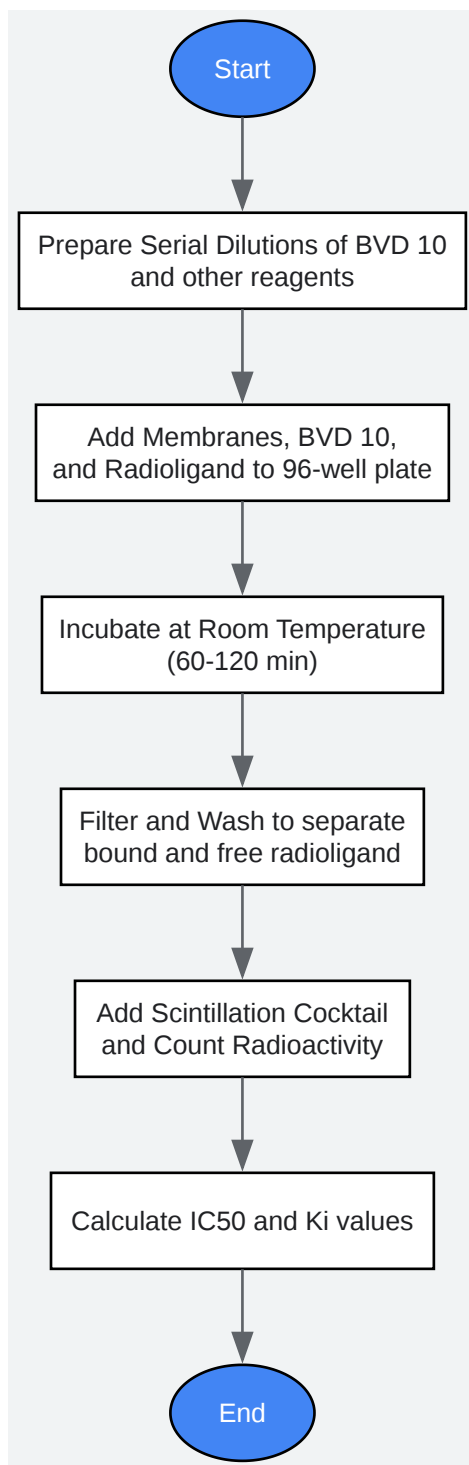 Start
Prepare Serial Dilutions of BVD 10
and other reagents
Add Membranes, BVD 10,
and Radioligand to 96-well plate
Incubate at Room Temperature
(60-120 min)
Filter and Wash to separate
bound and free radioligand
Add Scintillation Cocktail
and Count Radioactivity
Calculate IC50 and Ki values
End